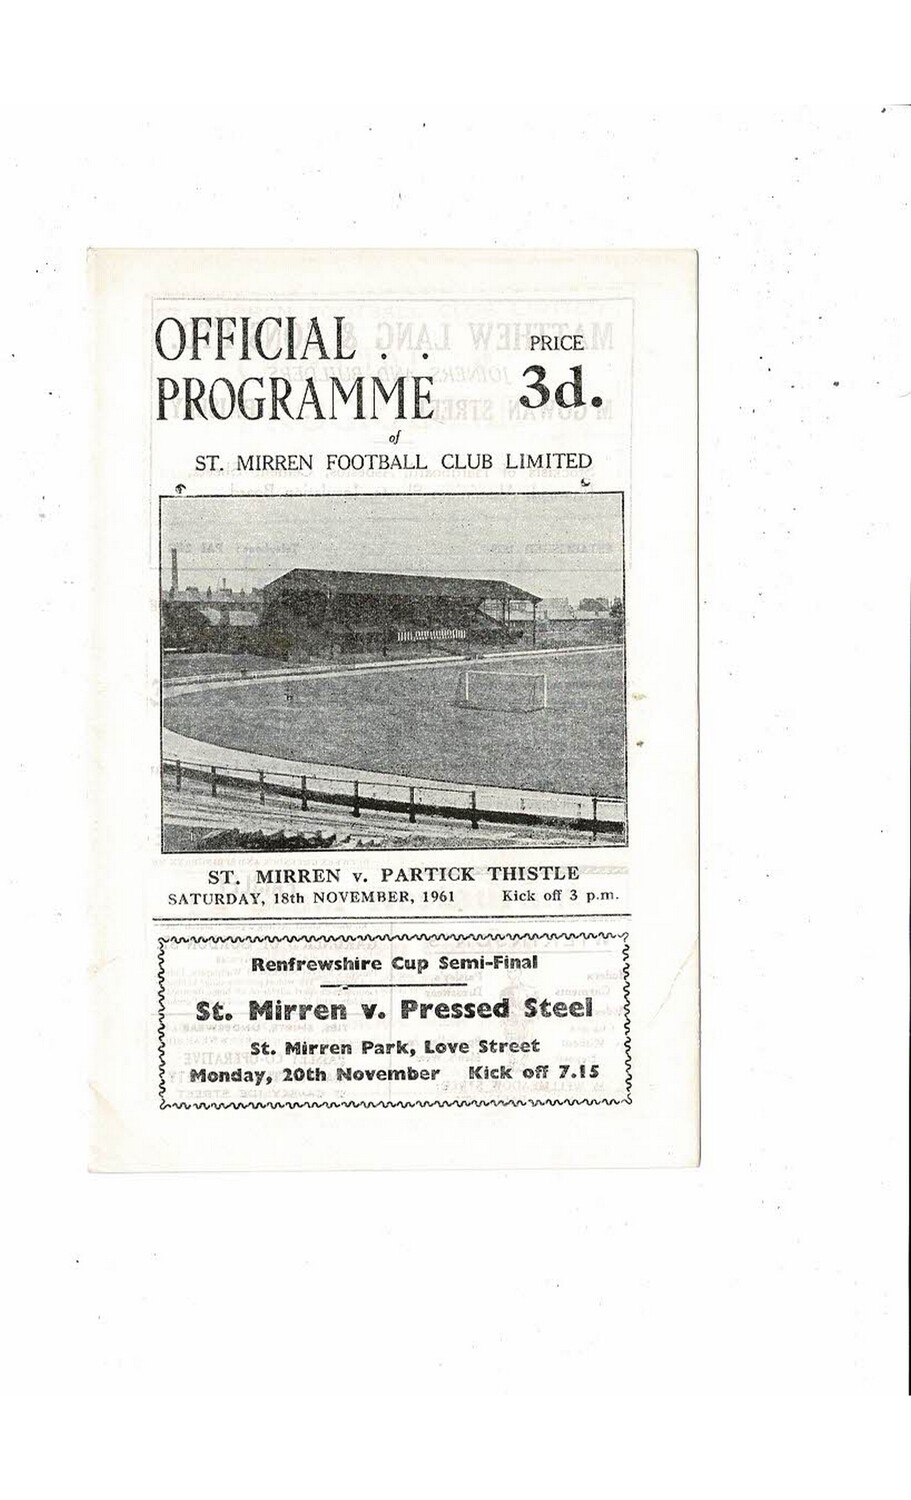 OFFICIAL . .
PROGRAMME
PRICE
3d.
of
ST. MIRREN FOOTBALL CLUB LIMITED
ST. MIRREN v. PARTICK THISTLE
SATURDAY, 18th NOVEMBER, 1961 Kick off 3 p.m.
Renfrewshire Cup Semi-Final
St. Mirren v. Pressed Steel
St. Mirren Park, Love Street
Monday, 20th November Kick off 7.15